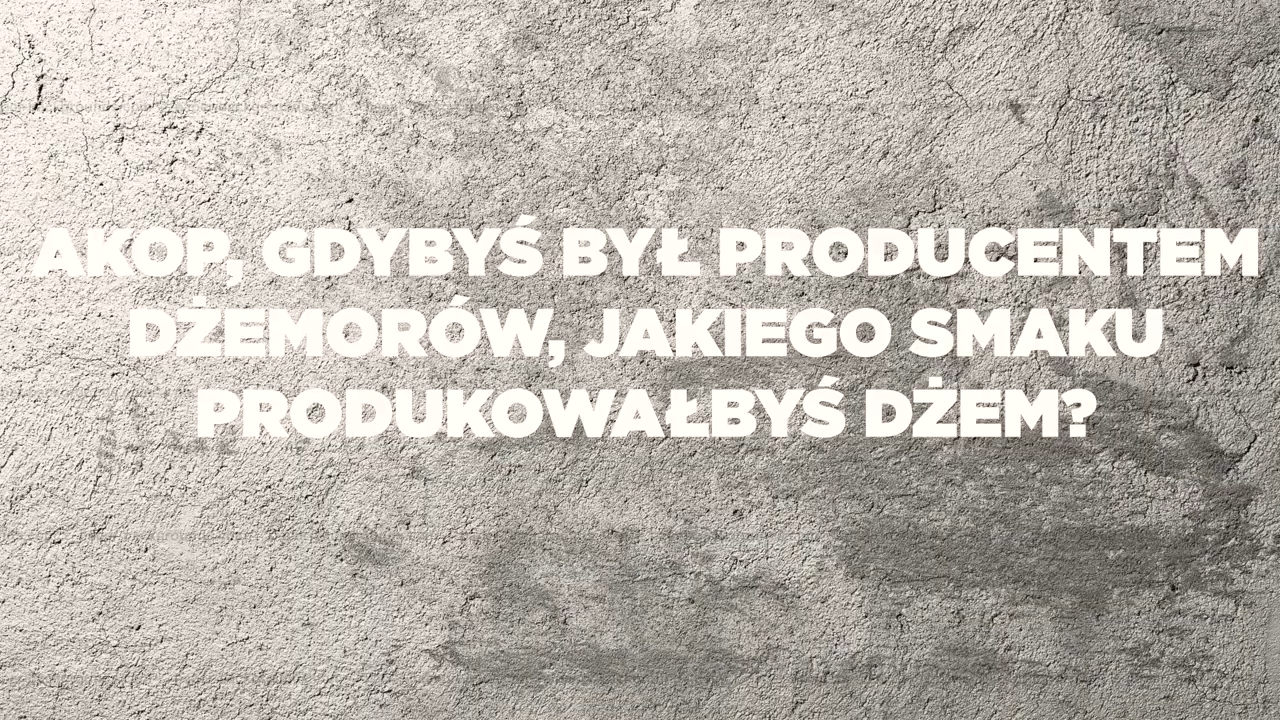 AKOP, GDYBYŚ BYŁ PRODUCENTEM
DŻEMORÓW, JAKIEGO SMAKU
PRODUKOWAŁBYŚ DŻEM?